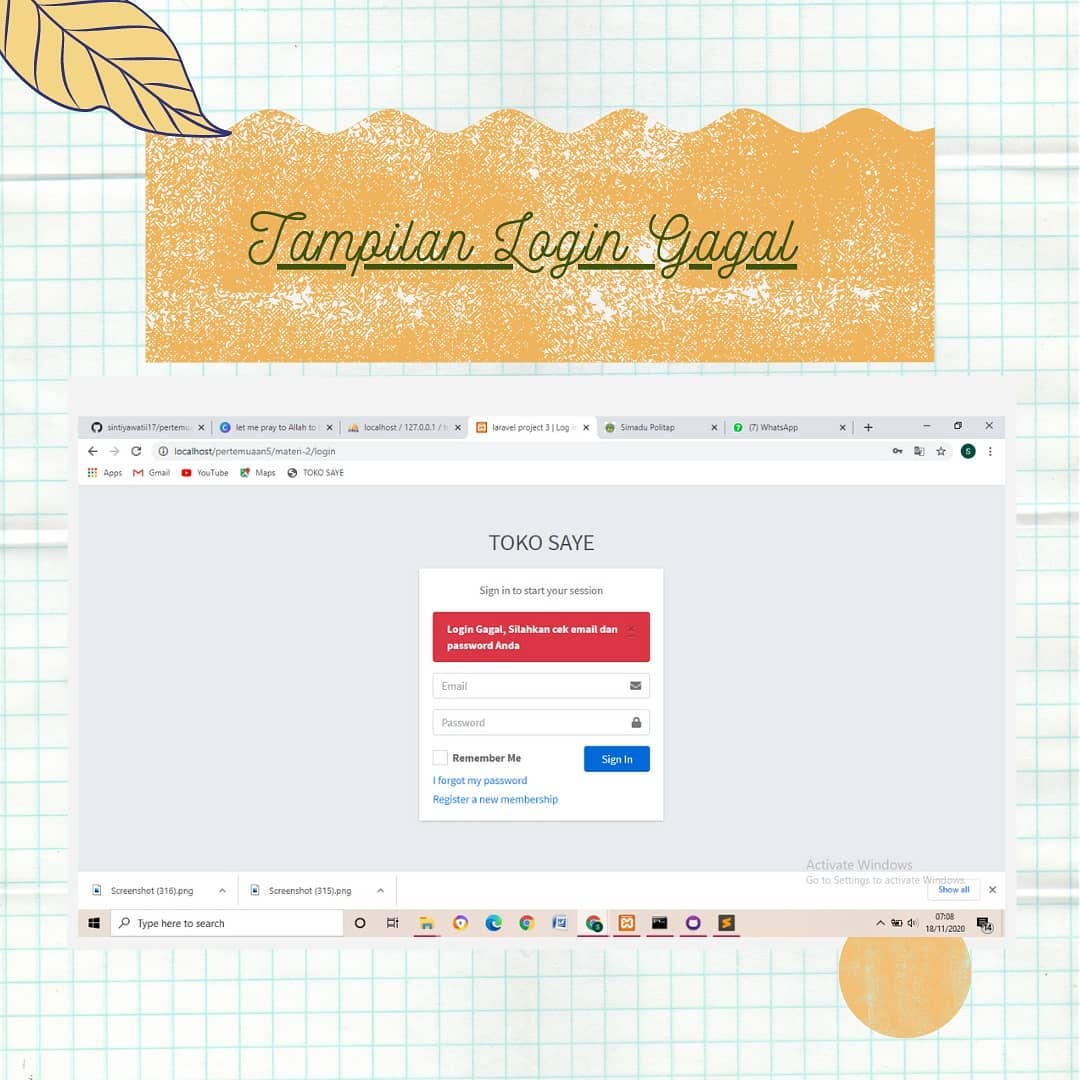 Tampilan Login Gagal
sintiyawatii17/pertemu
let me pray to Allah to
localhost / 127.0.0.1 /
laravel project 3 | Log
Simadu Politap
(7) WhatsApp
localhost/pertemuaan5/materi-2/login
S
Apps
Gmail
YouTube
Maps
TOKO SAYE
TOKO SAYE
Sign in to start your session
Login Gagal, Silahkan cek email dan
password Anda
Email
Password
Remember Me
Sign In
I forgot my password
Register a new membership
Activate Windows
Go to Settings to activate Windows.
Screenshot (316).png
Screenshot (315).png
Show all
Type here to search
07:08
18/11/2020
14